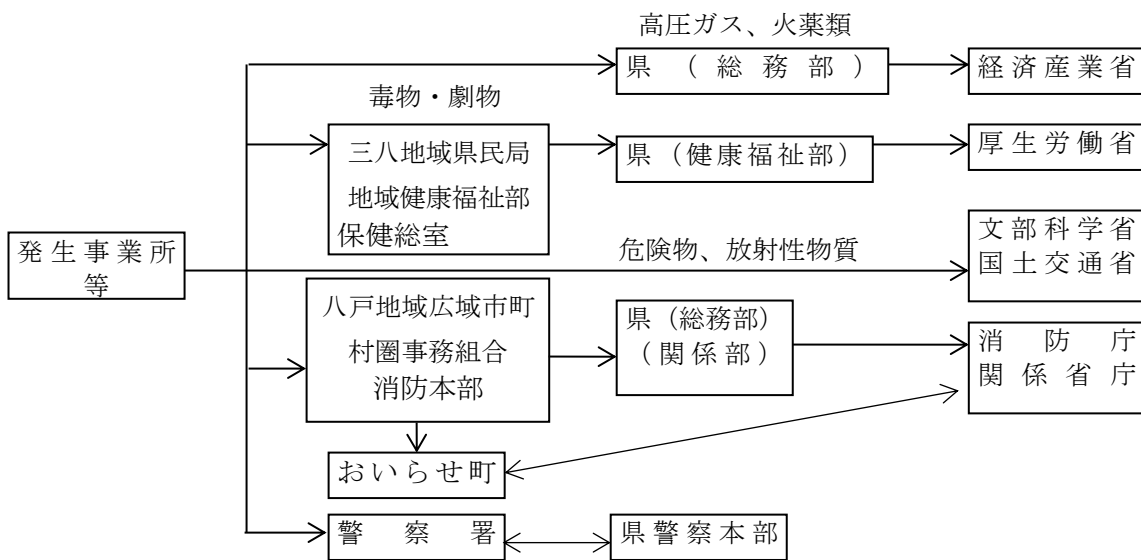 高圧ガス、火薬類
県（総務部）
経済産業省
毒物・劇物
三八地域県民局
地域健康福祉部
保健総室
県（健康福祉部）
厚生労働省
発生事業所
等
危険物、放射性物質
文部科学省
国土交通省
八戸地域広域市町
村圏事務組合
消防本部
県（総務部）
（関係部）
消防庁
関係省庁
おいらせ町
警察署
県警察本部